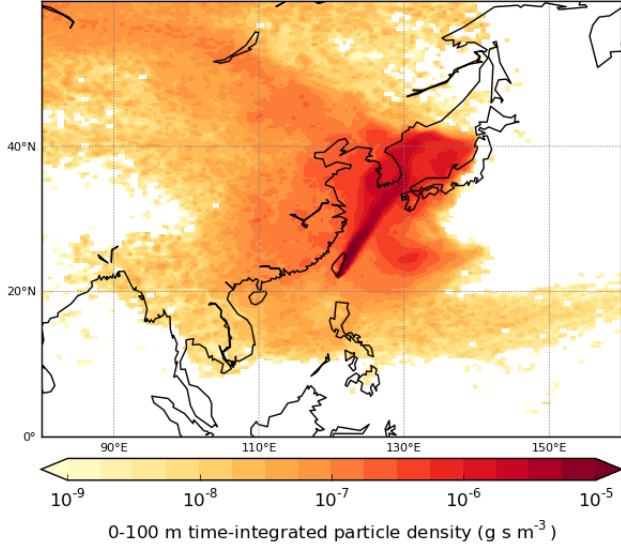 40°N
20°N
0°
90°E 110°E 130°E 150°E
10⁻⁹ 10⁻⁸ 10⁻⁷ 10⁻⁶ 10⁻⁵
0-100 m time-integrated particle density (g s m⁻³)